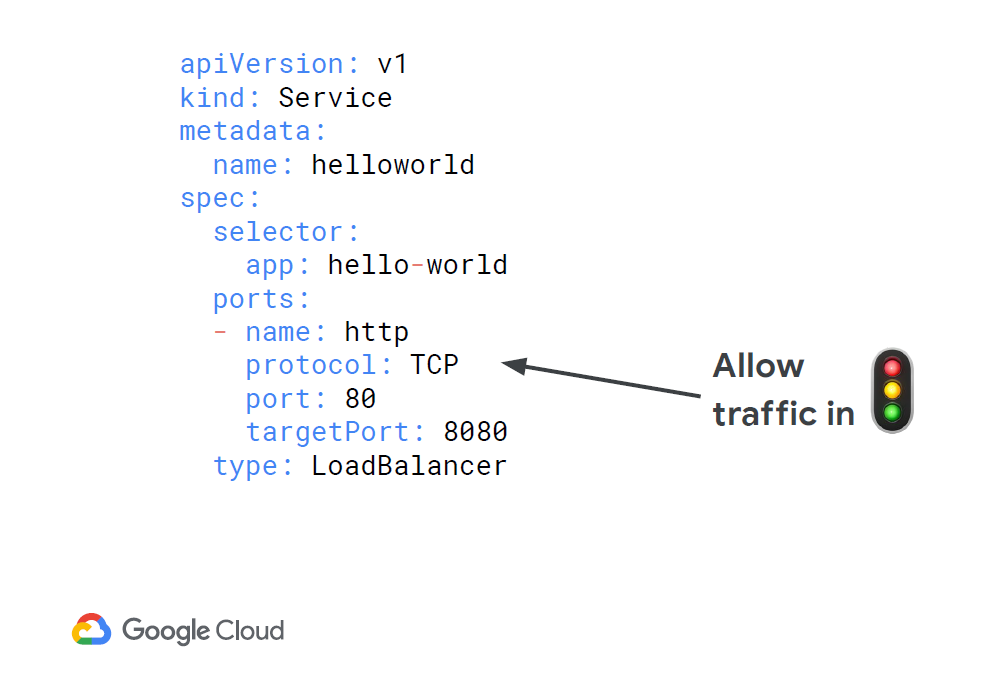 apiVersion: v1
kind: Service
metadata:
  name: helloworld
spec:
  selector:
    app: hello-world
  ports:
  - name: http
    protocol: TCP
    port: 80
    targetPort: 8080
  type: LoadBalancer
Allow
traffic in
Google Cloud